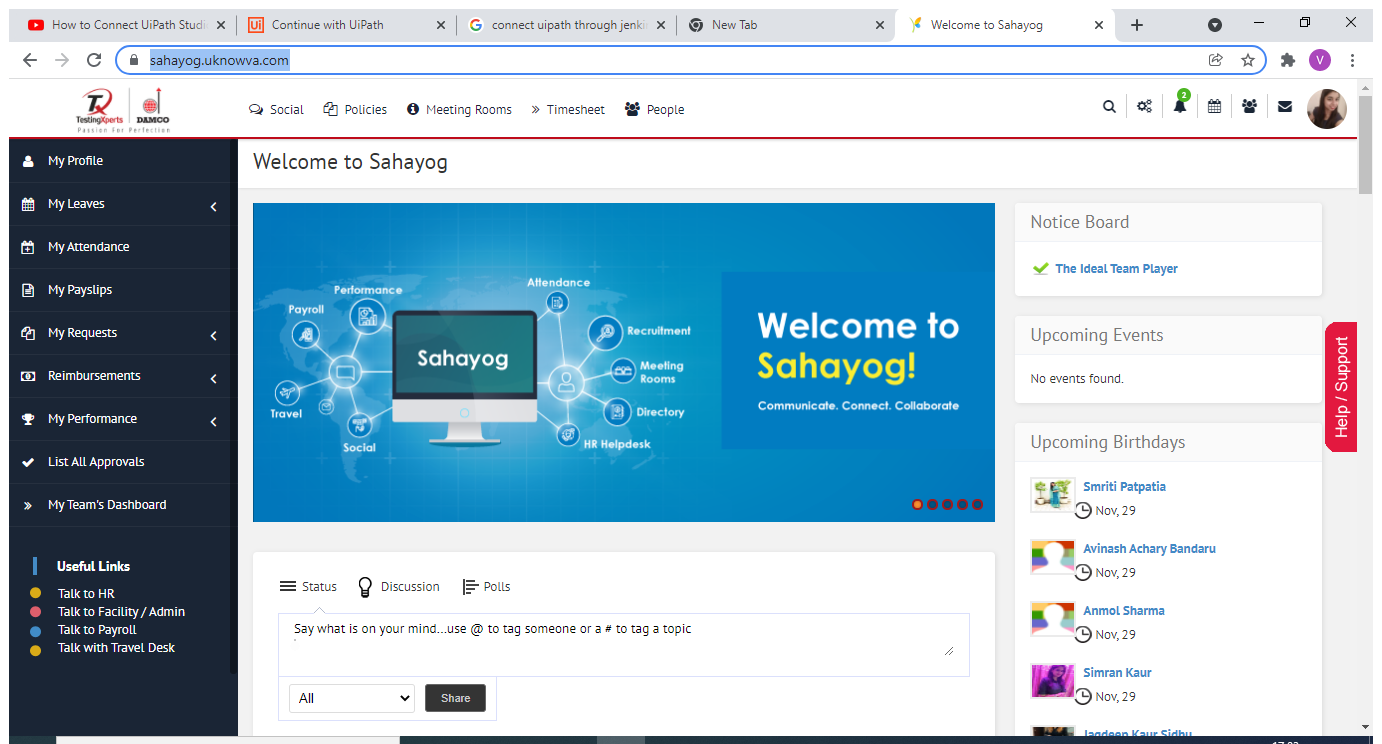 How to Connect UiPath Studi
Continue with UiPath
connect uipath through jenki
New Tab
Welcome to Sahayog
sahayog.uknowva.com
V
TestingXperts
DAMCO
Passion For Perfection
Social
Policies
Meeting Rooms
Timesheet
People
2
My Profile
My Leaves
My Attendance
My Payslips
My Requests
Reimbursements
My Performance
List All Approvals
My Team's Dashboard
Useful Links
Talk to HR
Talk to Facility / Admin
Talk to Payroll
Talk with Travel Desk
Welcome to Sahayog
Payroll
Performance
Attendance
Recruitment
Meeting
Rooms
Directory
HR Helpdesk
Travel
Social
Sahayog
Welcome to
Sahayog!
Communicate. Connect. Collaborate
Status
Discussion
Polls
Say what is on your mind...use @ to tag someone or a # to tag a topic
All
Share
Notice Board
The Ideal Team Player
Upcoming Events
No events found.
Upcoming Birthdays
Smriti Patpatia
Nov, 29
Avinash Achary Bandaru
Nov, 29
Anmol Sharma
Nov, 29
Simran Kaur
Nov, 29
Jagdeep Kaur Sidhu
Help / Support